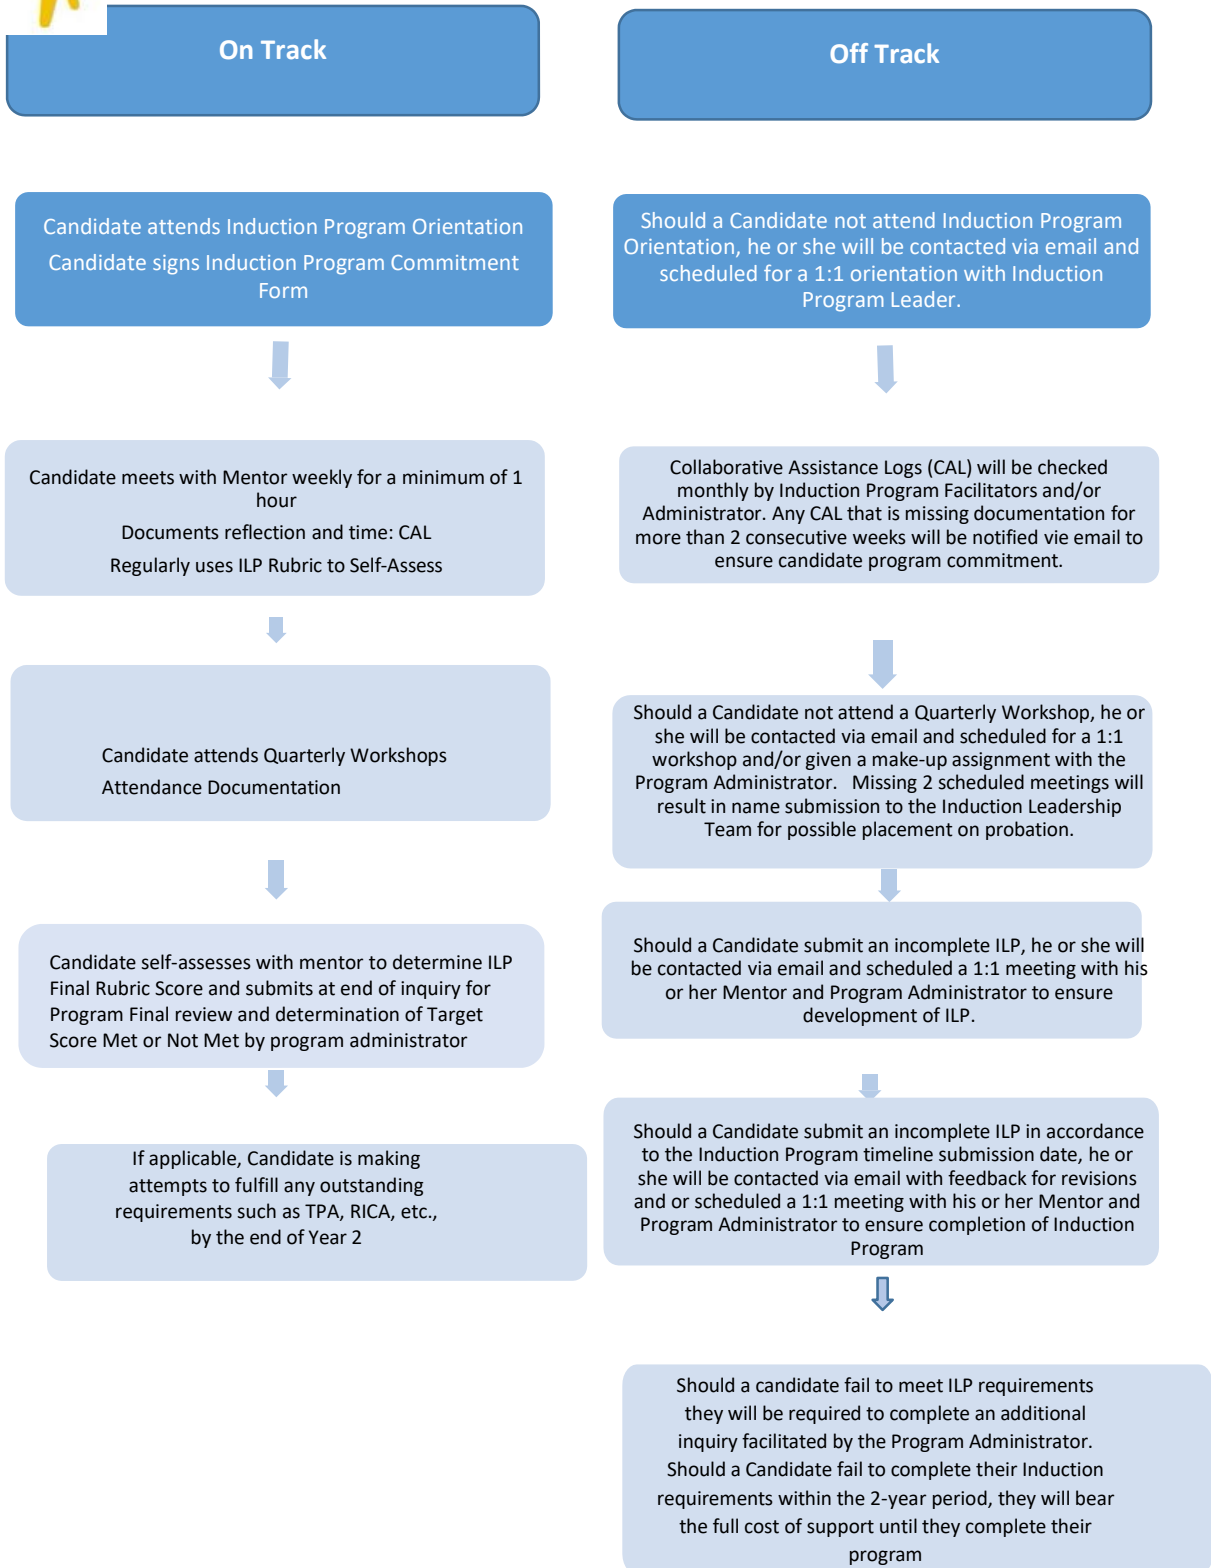 On Track
Candidate attends Induction Program Orientation
Candidate signs Induction Program Commitment
Form
Candidate meets with Mentor weekly for a minimum of 1
hour
Documents reflection and time: CAL
Regularly uses ILP Rubric to Self-Assess
Candidate attends Quarterly Workshops
Attendance Documentation
Candidate self-assesses with mentor to determine ILP
Final Rubric Score and submits at end of inquiry for
Program Final review and determination of Target
Score Met or Not Met by program administrator
If applicable, Candidate is making
attempts to fulfill any outstanding
requirements such as TPA, RICA, etc.,
by the end of Year 2
Off Track
Should a Candidate not attend Induction Program
Orientation, he or she will be contacted via email and
scheduled for a 1:1 orientation with Induction
Program Leader.
Collaborative Assistance Logs (CAL) will be checked
monthly by Induction Program Facilitators and/or
Administrator. Any CAL that is missing documentation for
more than 2 consecutive weeks will be notified vie email to
ensure candidate program commitment.
Should a Candidate not attend a Quarterly Workshop, he or
she will be contacted via email and scheduled for a 1:1
workshop and/or given a make-up assignment with the
Program Administrator.   Missing 2 scheduled meetings will
result in name submission to the Induction Leadership
Team for possible placement on probation.
Should a Candidate submit an incomplete ILP, he or she will
be contacted via email and scheduled a 1:1 meeting with his
or her Mentor and Program Administrator to ensure
development of ILP.
Should a Candidate submit an incomplete ILP in accordance
to the Induction Program timeline submission date, he or
she will be contacted via email with feedback for revisions
and or scheduled a 1:1 meeting with his or her Mentor and
Program Administrator to ensure completion of Induction
Program
Should a candidate fail to meet ILP requirements
they will be required to complete an additional
inquiry facilitated by the Program Administrator.
Should a Candidate fail to complete their Induction
requirements within the 2-year period, they will bear
the full cost of support until they complete their
program